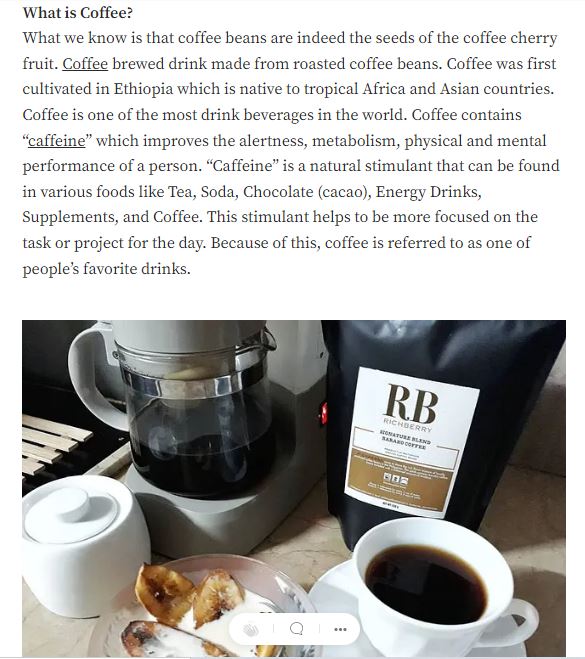 What is Coffee?
What we know is that coffee beans are indeed the seeds of the coffee cherry
fruit. Coffee brewed drink made from roasted coffee beans. Coffee was first
cultivated in Ethiopia which is native to tropical Africa and Asian countries.
Coffee is one of the most drink beverages in the world. Coffee contains
“caffeine” which improves the alertness, metabolism, physical and mental
performance of a person. “Caffeine” is a natural stimulant that can be found
in various foods like Tea, Soda, Chocolate (cacao), Energy Drinks,
Supplements, and Coffee. This stimulant helps to be more focused on the
task or project for the day. Because of this, coffee is referred to as one of
people’s favorite drinks.
RB
RICHBERRY
SIGNATURE BLEND
BARAKO COFFEE